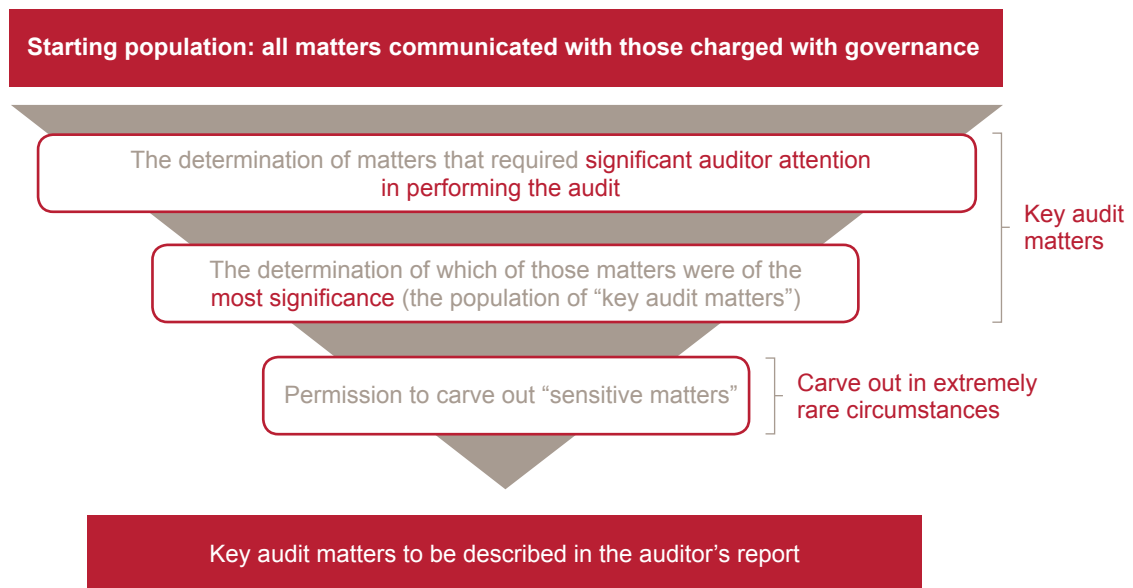 Starting population: all matters communicated with those charged with governance
The determination of matters that required significant auditor attention
in performing the audit
Key audit
matters
The determination of which of those matters were of the
most significance (the population of “key audit matters”)
Permission to carve out “sensitive matters”
Carve out in extremely
rare circumstances
Key audit matters to be described in the auditor’s report